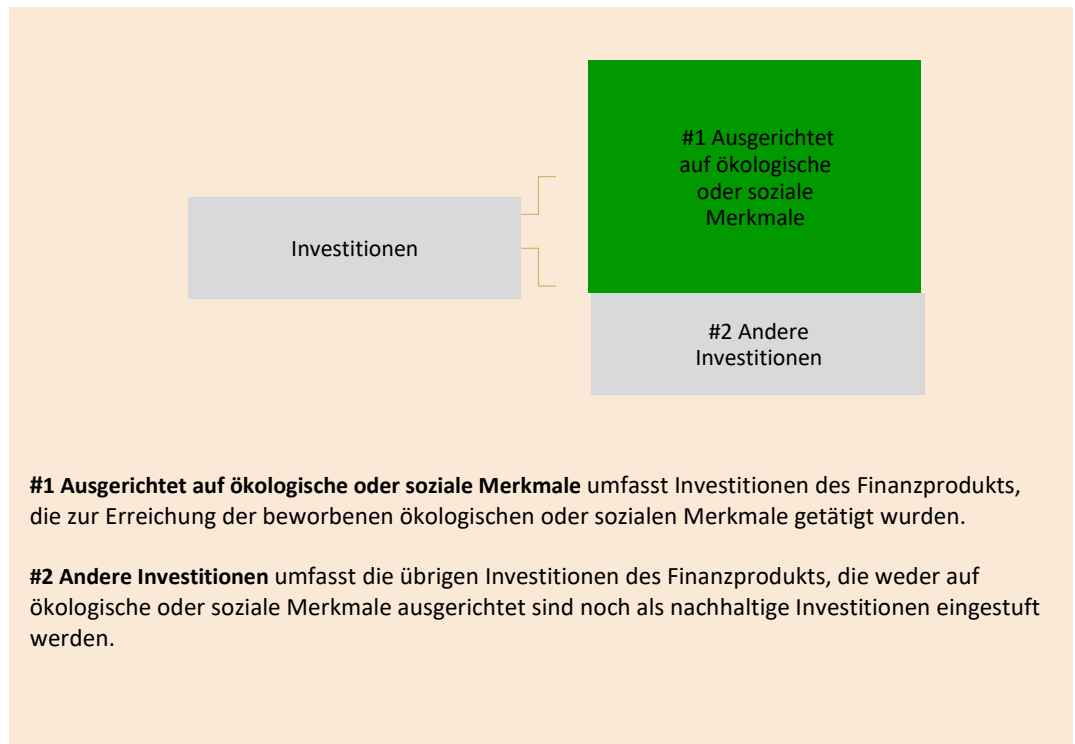 #1 Ausgerichtet
auf ökologische
oder soziale
Merkmale
Investitionen
#2 Andere
Investitionen
#1 Ausgerichtet auf ökologische oder soziale Merkmale umfasst Investitionen des Finanzprodukts,
die zur Erreichung der beworbenen ökologischen oder sozialen Merkmale getätigt wurden.
#2 Andere Investitionen umfasst die übrigen Investitionen des Finanzprodukts, die weder auf
ökologische oder soziale Merkmale ausgerichtet sind noch als nachhaltige Investitionen eingestuft
werden.